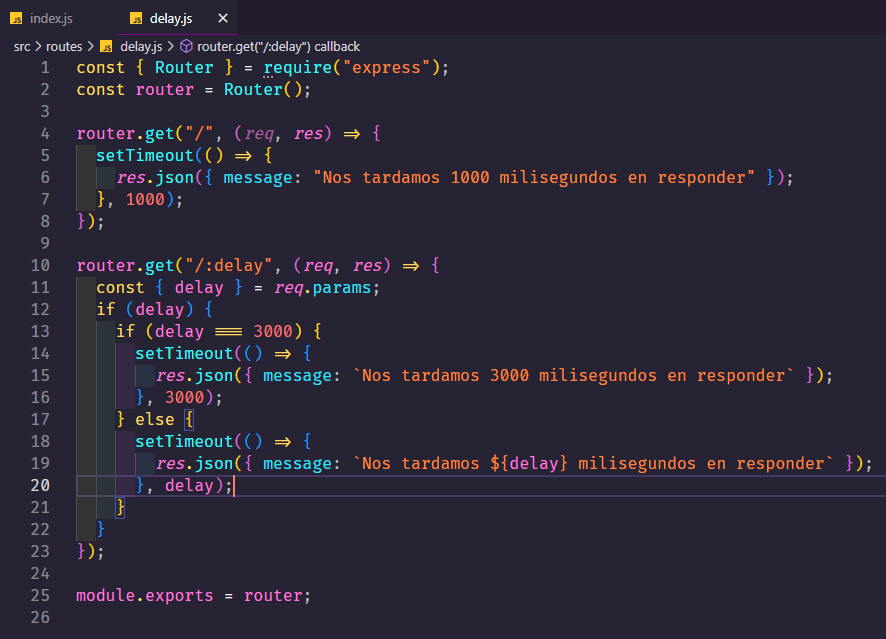 JS index.js JS delay.js ✕
src > routes > JS delay.js > router.get("/:delay") callback
1 const { Router } = require("express");
2 const router = Router();
3
4 router.get("/", (req, res) => {
5   setTimeout(() => {
6     res.json({ message: "Nos tardamos 1000 milisegundos en responder" });
7   }, 1000);
8 });
9
10 router.get("/:delay", (req, res) => {
11   const { delay } = req.params;
12   if (delay) {
13     if (delay === 3000) {
14       setTimeout(() => {
15         res.json({ message: `Nos tardamos 3000 milisegundos en responder` });
16       }, 3000);
17     } else {
18       setTimeout(() => {
19         res.json({ message: `Nos tardamos ${delay} milisegundos en responder` });
20       }, delay);
21     }
22   }
23 });
24
25 module.exports = router;
26